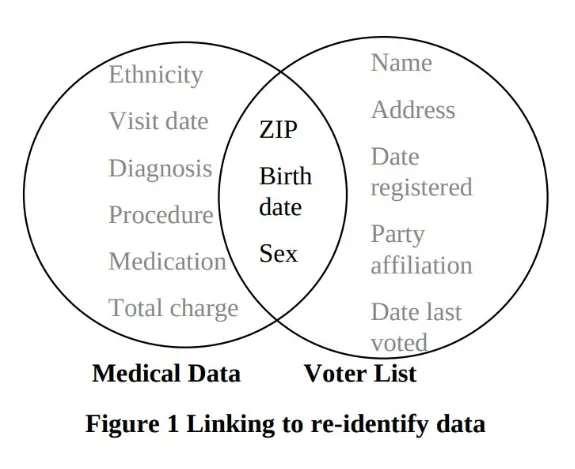 Ethnicity
Visit date
Diagnosis
Procedure
Medication
Total charge
ZIP
Birth
date
Sex
Name
Address
Date
registered
Party
affiliation
Date last
voted
Medical Data
Voter List
Figure 1 Linking to re-identify data